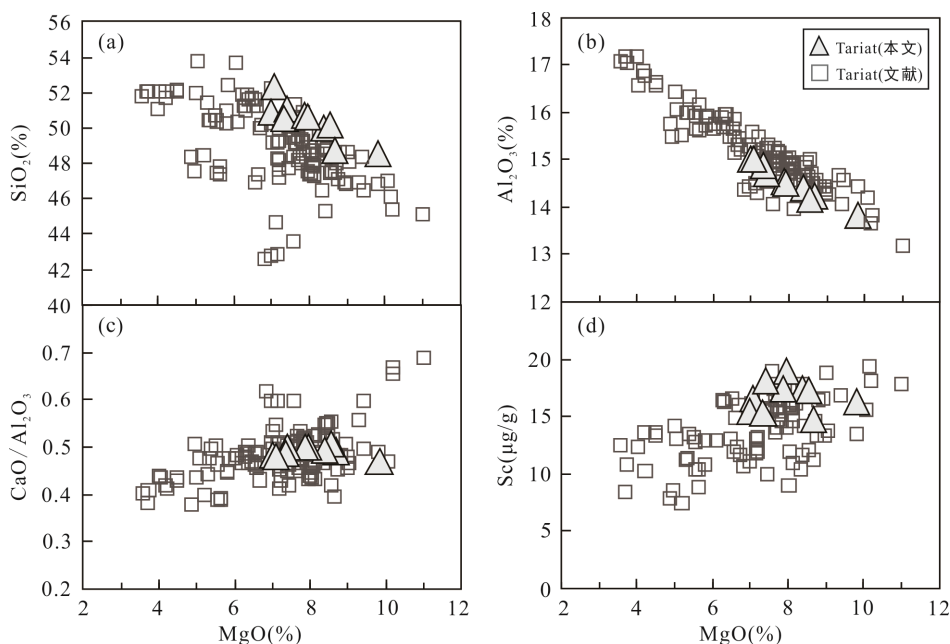 (a)
56
54
52
50
48
46
44
42
40
SiO₂(%)
(b)
Tariat(本文)
Tariat(文献)
18
17
16
15
14
13
12
Al₂O₃(%)
(c)
0.7
0.6
0.5
0.4
0.3
0.2
CaO/Al₂O₃
2 4 6 8 10 12
MgO(%)
(d)
20
15
10
5
0
Sc(μg/g)
2 4 6 8 10 12
MgO(%)